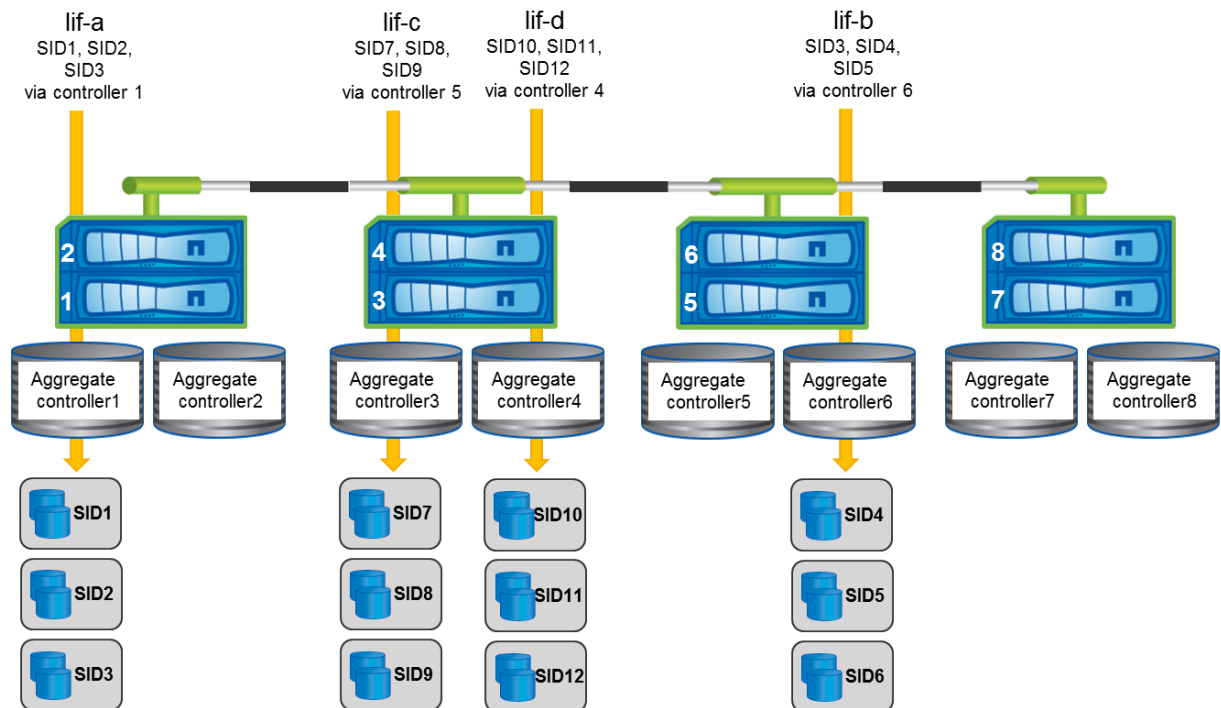 lif-a
SID1, SID2,
SID3
via controller 1
lif-c
SID7, SID8,
SID9
via controller 5
lif-d
SID10, SID11,
SID12
via controller 4
lif-b
SID3, SID4,
SID5
via controller 6
2
1
4
3
6
5
8
7
Aggregate
controller1
Aggregate
controller2
Aggregate
controller3
Aggregate
controller4
Aggregate
controller5
Aggregate
controller6
Aggregate
controller7
Aggregate
controller8
SID1
SID7
SID10
SID4
SID2
SID8
SID11
SID5
SID3
SID9
SID12
SID6